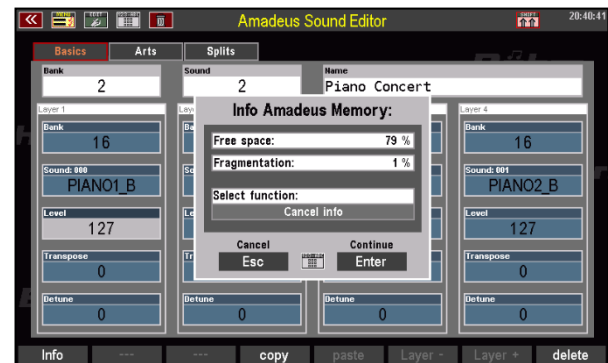 MENU TEST Amadeus Sound Editor SHIFT 20:40:41
Basics Arts Splits
Bank Sound Name
2 2 Piano Concert
Layer 1 Layer 4
Info Amadeus Memory:
Bank Bank
16 16
Free space: 79 %
Fragmentation: 1 %
Sound: 000 Sound: 001
PIANO1_B PIANO2_B
Select function:
Cancel info
Level Level
127 127
Cancel Continue
Esc Enter
Transpose Transpose
0 0
Detune Detune Detune Detune
0 0 0 0
Info --- --- copy paste Layer - Layer + delete